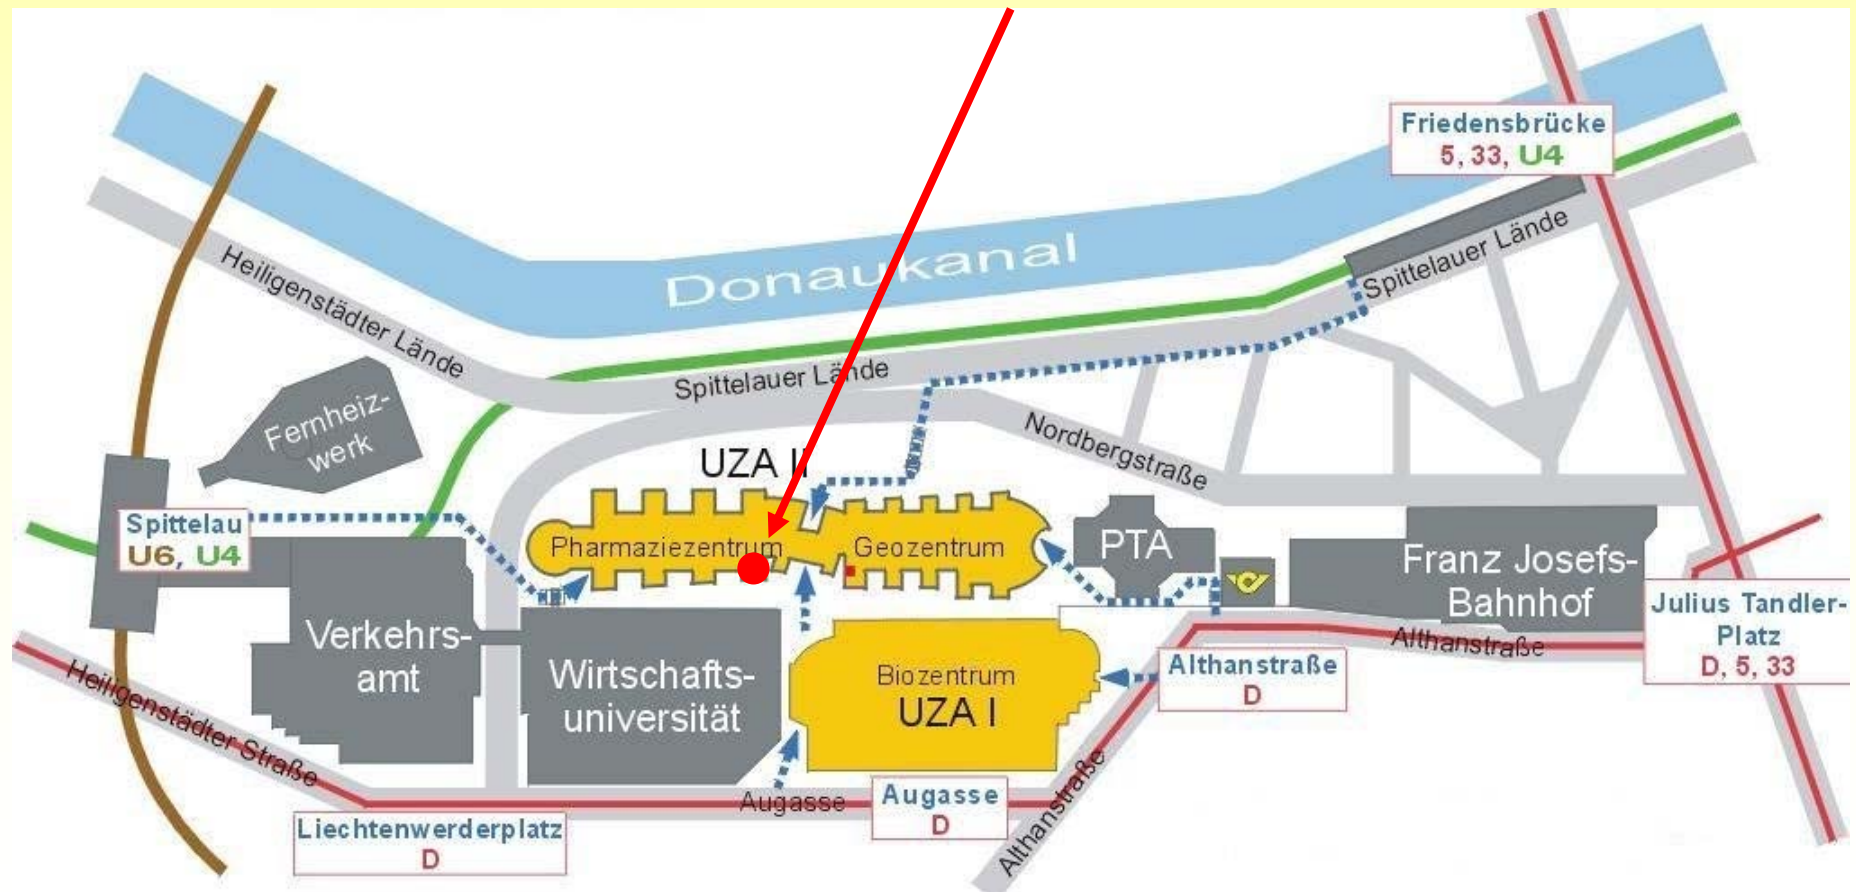 Friedensbrücke
5, 33, U4
Donaukanal
Spittelauer Lände
Heiligenstädter Lände
Spittelauer Lände
Fernheiz-
werk
Nordbergstraße
UZA II
Spittelau
U6, U4
Pharmaziezentrum
Geozentrum
PTA
Franz Josefs-
Bahnhof
Julius Tandler-
Platz
D, 5, 33
Verkehrs-
amt
Wirtschafts-
universität
Biozentrum
UZA I
Althanstraße
D
Althanstraße
Heiligenstädter Straße
Althanstraße
Augasse
Augasse
D
Liechtenwerderplatz
D